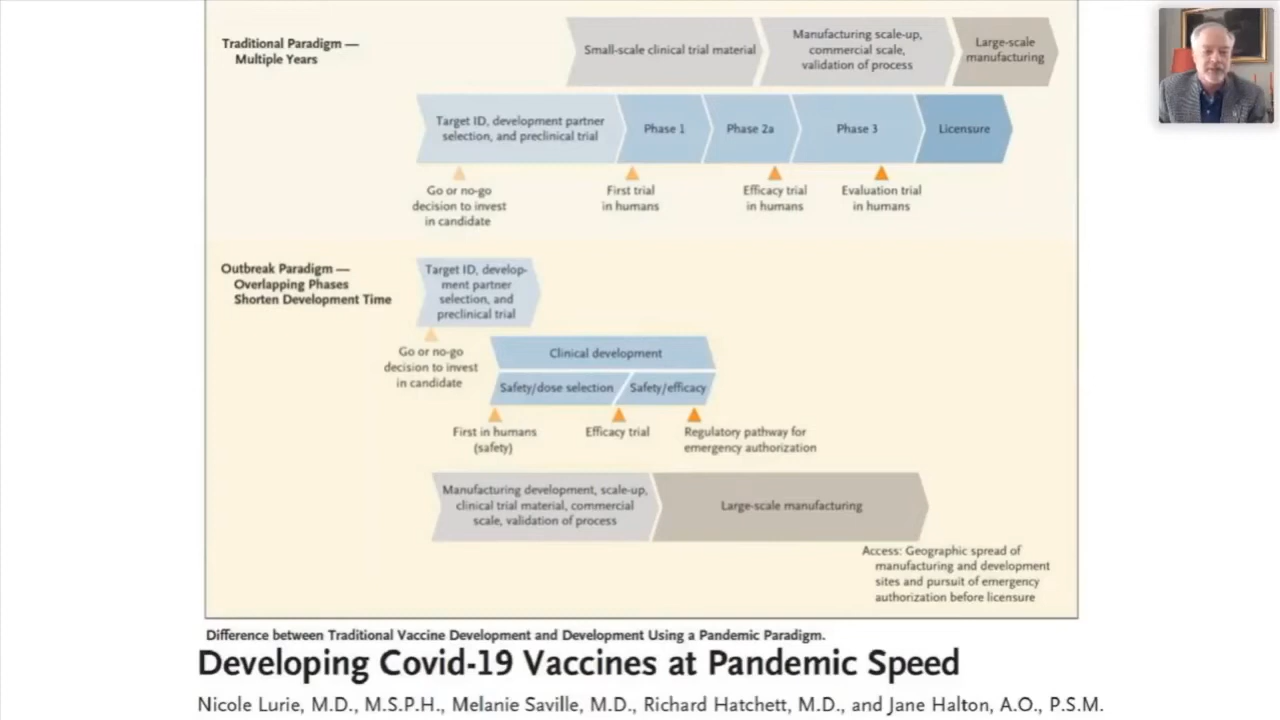 Traditional Paradigm —
Multiple Years
Small-scale clinical trial material
Manufacturing scale-up,
commercial scale,
validation of process
Large-scale
manufacturing
Target ID, development partner
selection, and preclinical trial
Phase 1
Phase 2a
Phase 3
Licensure
Go or no-go
decision to invest
in candidate
First trial
in humans
Efficacy trial
in humans
Evaluation trial
in humans
Outbreak Paradigm —
Overlapping Phases
Shorten Development Time
Target ID, develop-
ment partner
selection, and
preclinical trial
Go or no-go
decision to invest
in candidate
Clinical development
Safety/dose selection
Safety/efficacy
First in humans
(safety)
Efficacy trial
Regulatory pathway for
emergency authorization
Manufacturing development, scale-up,
clinical trial material, commercial
scale, validation of process
Large-scale manufacturing
Access: Geographic spread of
manufacturing and development
sites and pursuit of emergency
authorization before licensure
Difference between Traditional Vaccine Development and Development Using a Pandemic Paradigm.
Developing Covid-19 Vaccines at Pandemic Speed
Nicole Lurie, M.D., M.S.P.H., Melanie Saville, M.D., Richard Hatchett, M.D., and Jane Halton, A.O., P.S.M.